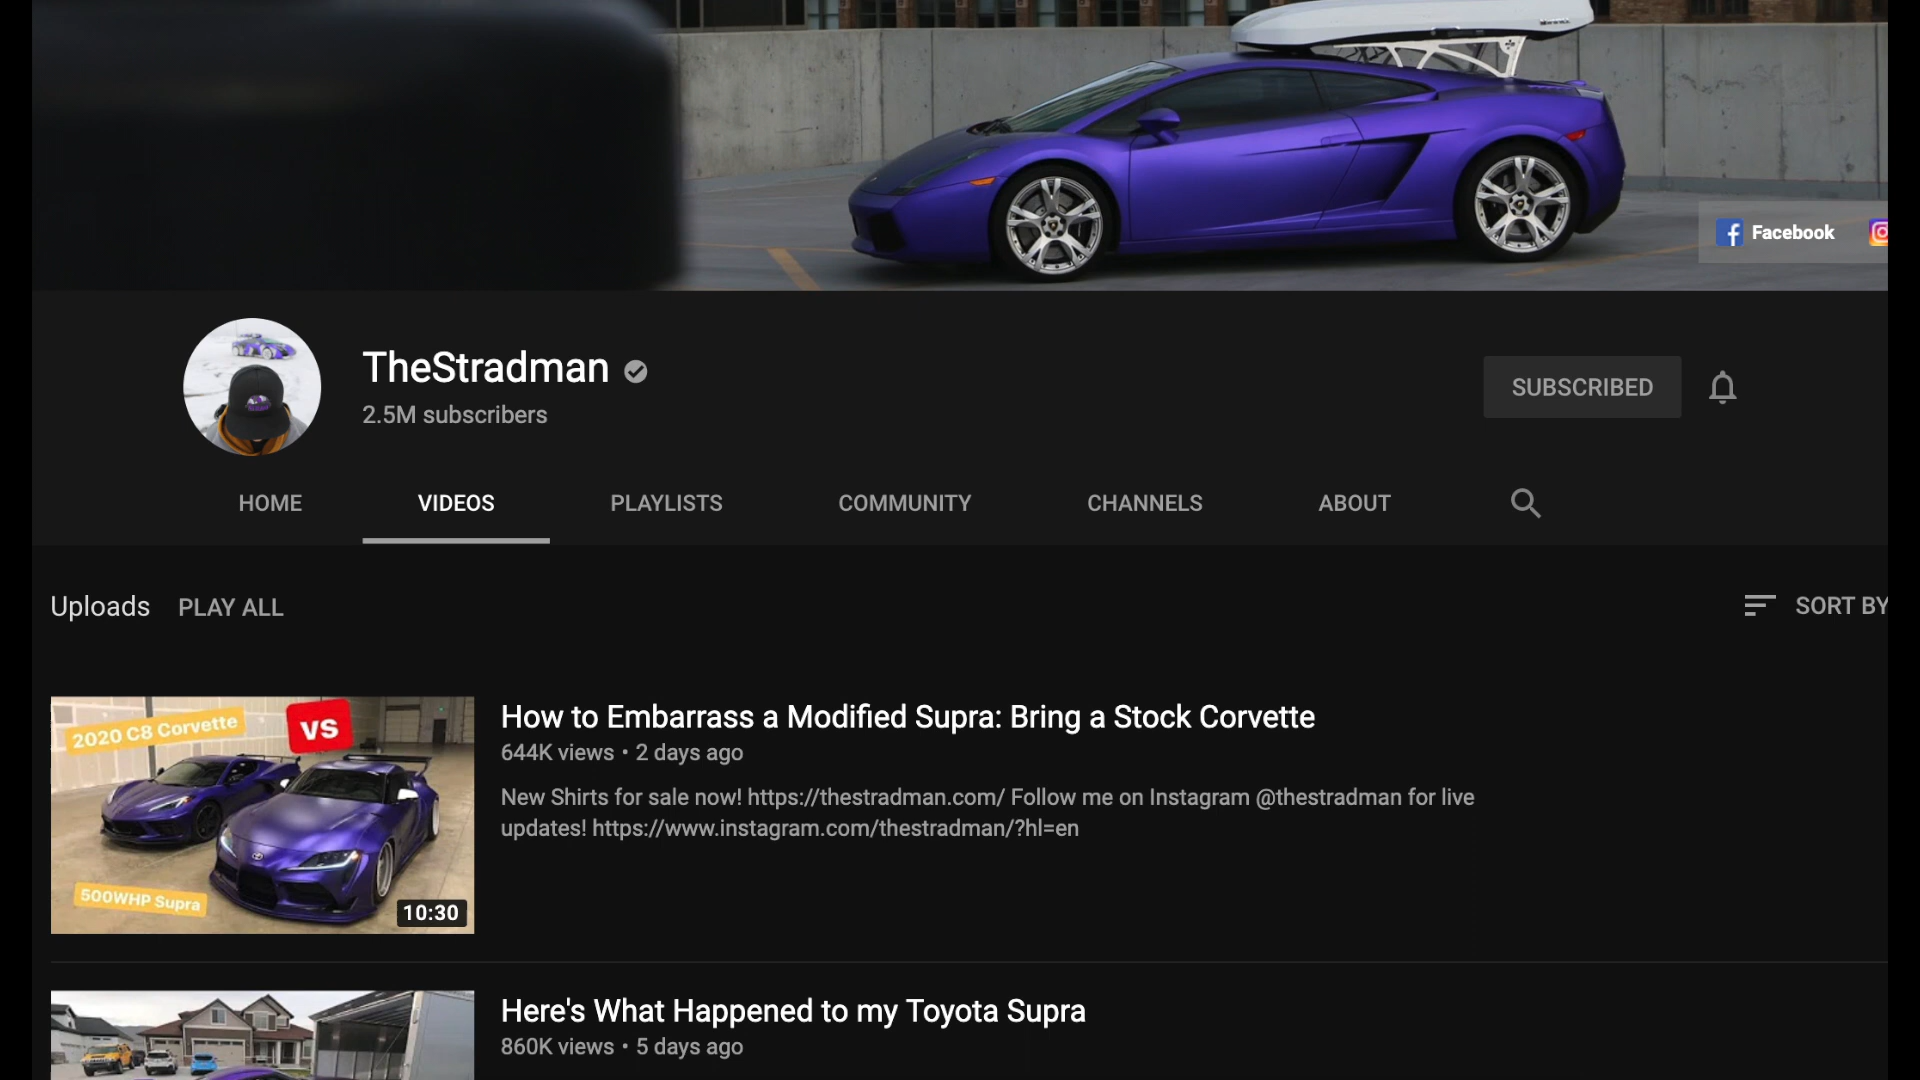 Facebook
TheStradman
2.5M subscribers
SUBSCRIBED
HOME
VIDEOS
PLAYLISTS
COMMUNITY
CHANNELS
ABOUT
Uploads
PLAY ALL
SORT BY
2020 C8 Corvette
VS
500WHP Supra
10:30
How to Embarrass a Modified Supra: Bring a Stock Corvette
644K views • 2 days ago
New Shirts for sale now! https://thestradman.com/ Follow me on Instagram @thestradman for live
updates! https://www.instagram.com/thestradman/?hl=en
Here's What Happened to my Toyota Supra
860K views • 5 days ago